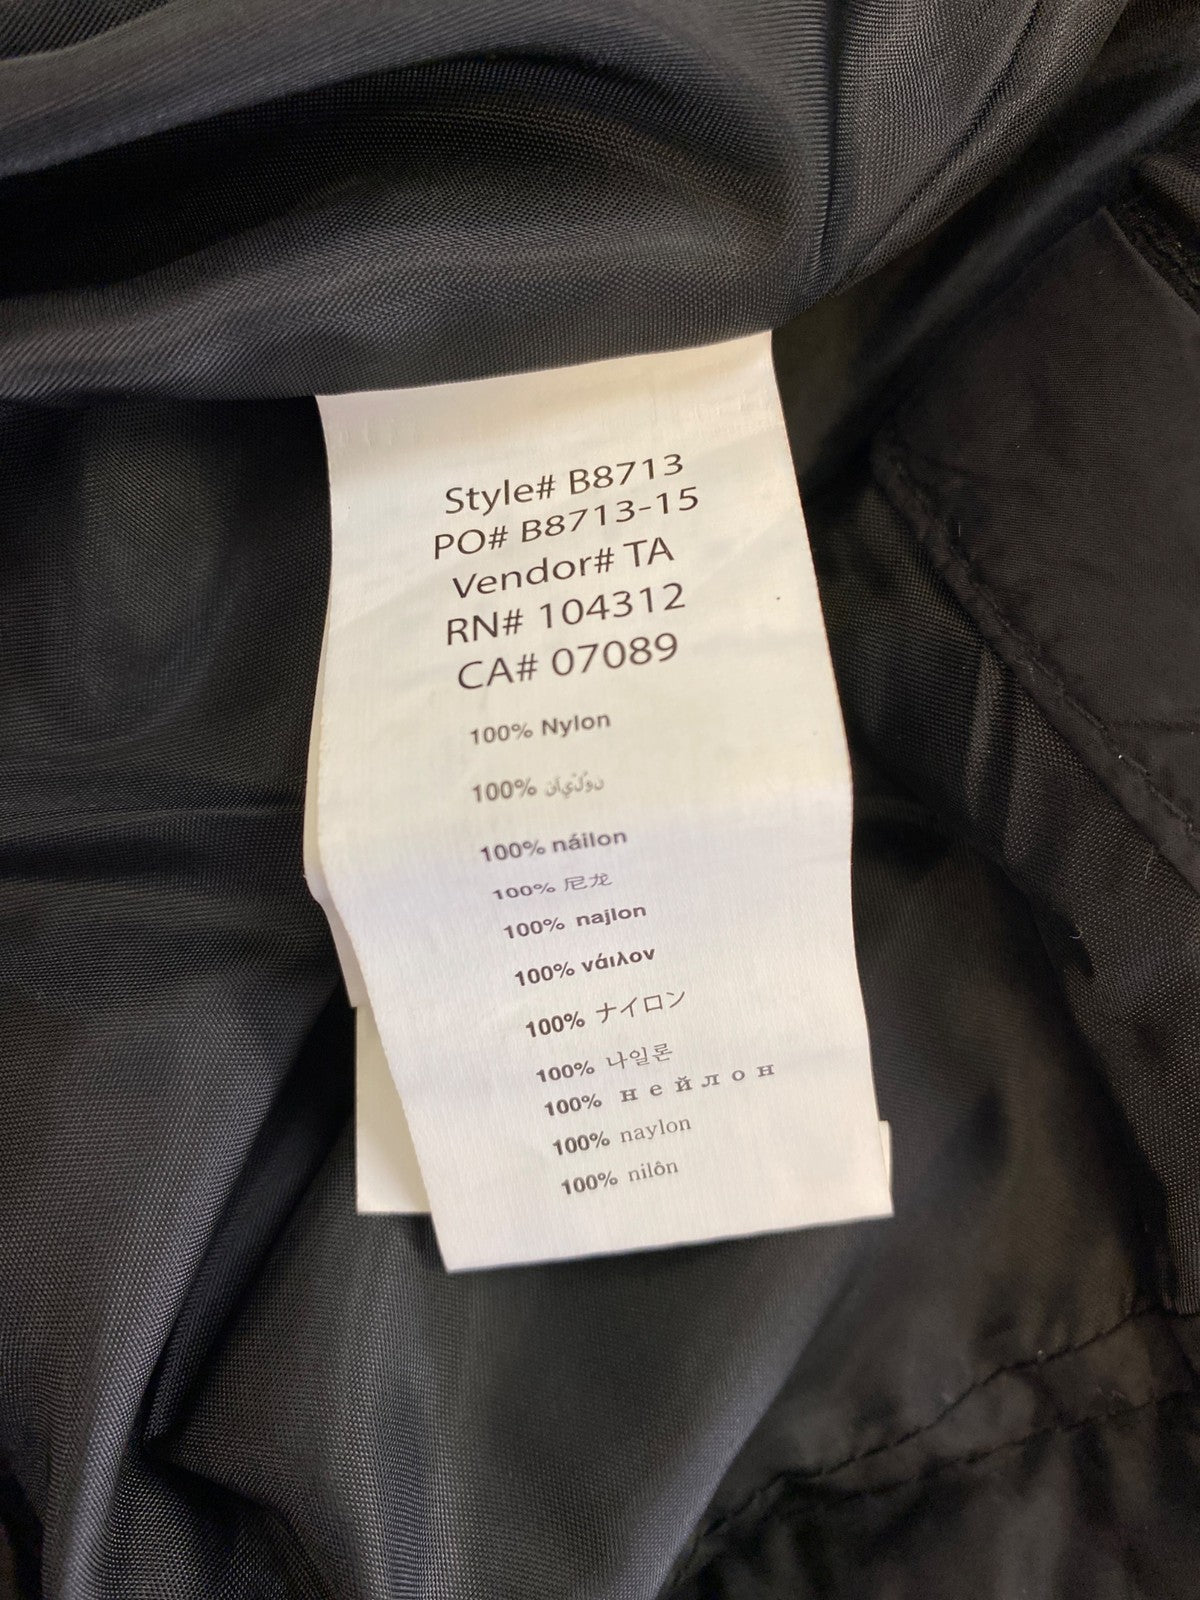 Style# B8713
PO# B8713-15
Vendor# TA
RN# 104312
CA# 07089
100% Nylon
100%
100% náilon
100% 尼龙
100% najlon
100% νάιλον
100% ナイロン
100% 나일론
100% нейлон
100% naylon
100% nilôn